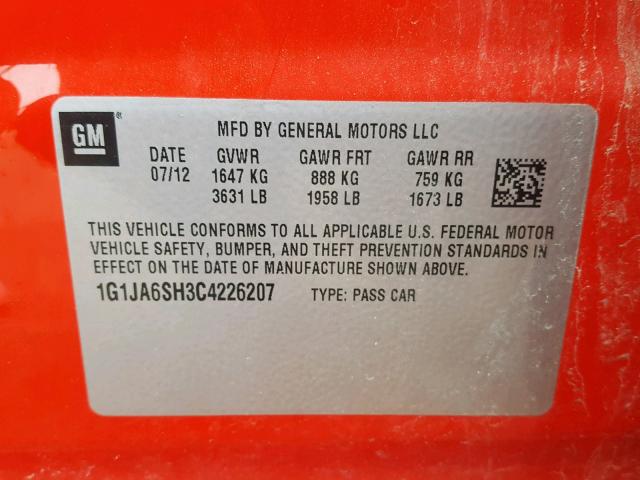 GM®
MFD BY GENERAL MOTORS LLC
DATE GVWR GAWR FRT GAWR RR
07/12 1647 KG 888 KG 759 KG
3631 LB 1958 LB 1673 LB
THIS VEHICLE CONFORMS TO ALL APPLICABLE U.S. FEDERAL MOTOR
VEHICLE SAFETY, BUMPER, AND THEFT PREVENTION STANDARDS IN
EFFECT ON THE DATE OF MANUFACTURE SHOWN ABOVE.
1G1JA6SH3C4226207 TYPE: PASS CAR